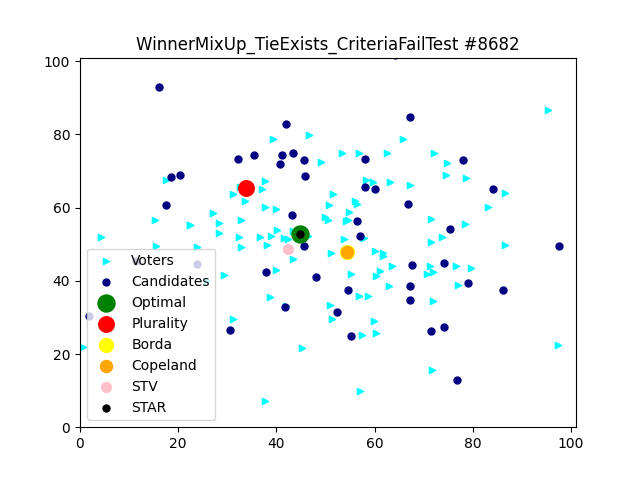 WinnerMixUp_TieExists_CriteriaFailTest #8682
100
80
60
40
20
0
Voters
Candidates
Optimal
Plurality
Borda
Copeland
STV
STAR
0 20 40 60 80 100